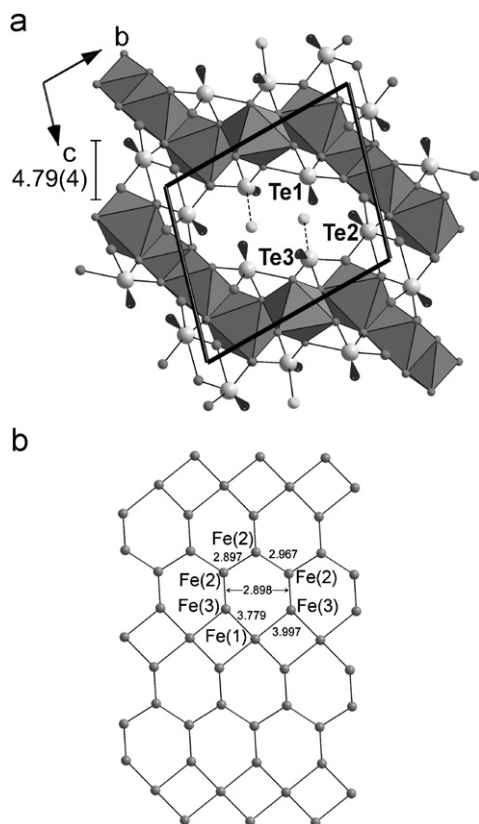 a
b
c
4.79(4)
Te1
Te2
Te3
b
Fe(2)
2.897 2.967
Fe(2) Fe(2)
2.898
Fe(3) Fe(3)
3.779
Fe(1) 3.997